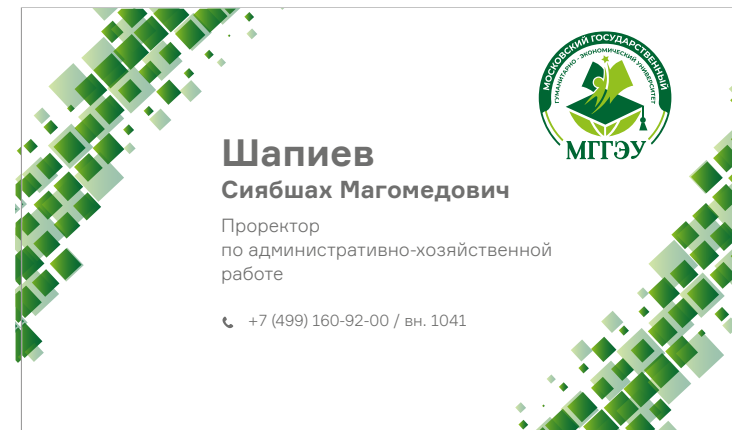 МОСКОВСКИЙ ГОСУДАРСТВЕННЫЙ
ГУМАНИТАРНО - ЭКОНОМИЧЕСКИЙ УНИВЕРСИТЕТ
МГГЭУ
Шапиев
Сиябшах Магомедович
Проректор
по административно-хозяйственной
работе
+7 (499) 160-92-00 / вн. 1041